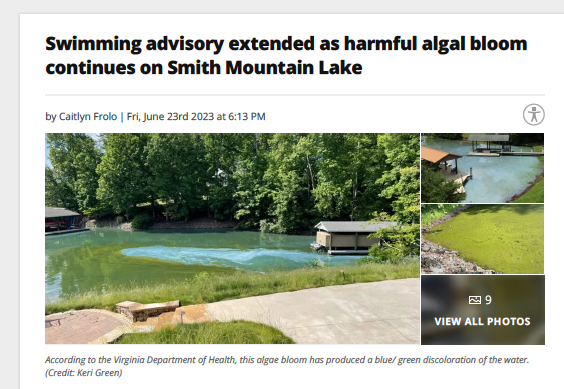 Swimming advisory extended as harmful algal bloom
continues on Smith Mountain Lake
by Caitlyn Frolo | Fri, June 23rd 2023 at 6:13 PM
9
VIEW ALL PHOTOS
According to the Virginia Department of Health, this algae bloom has produced a blue/ green discoloration of the water.
(Credit: Keri Green)